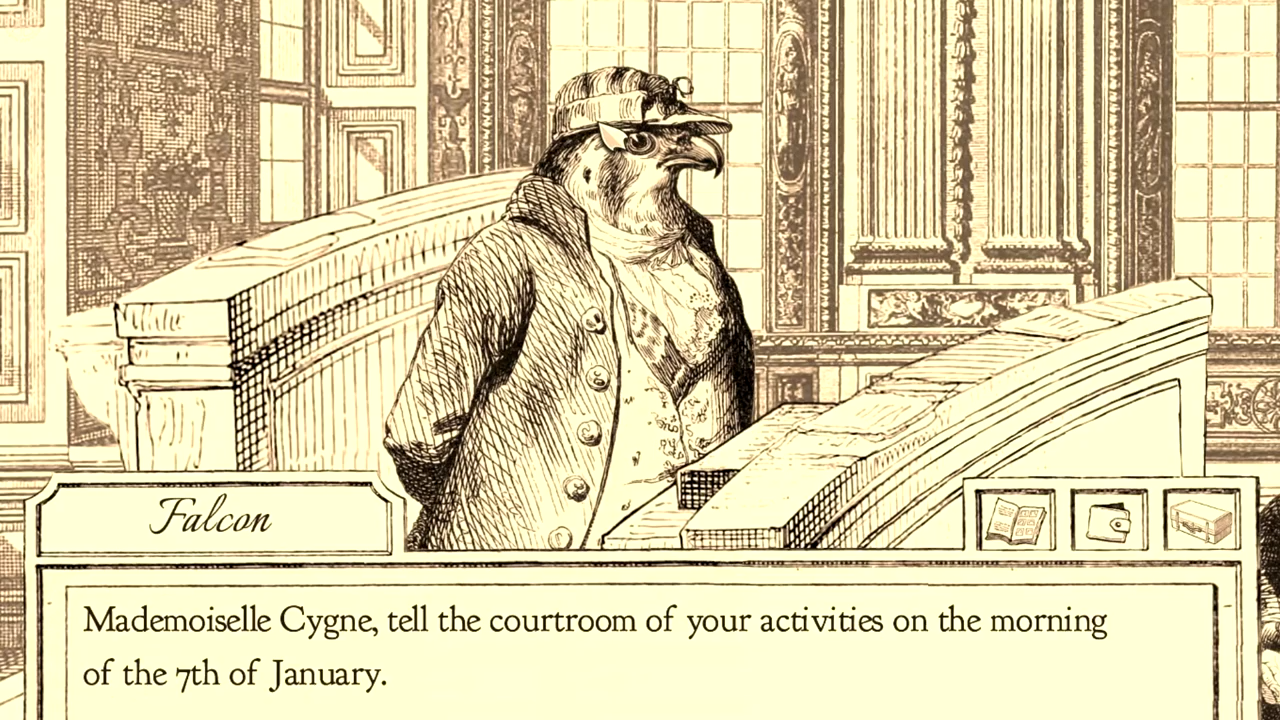 Falcon
Mademoiselle Cygne, tell the courtroom of your activities on the morning
of the 7th of January.